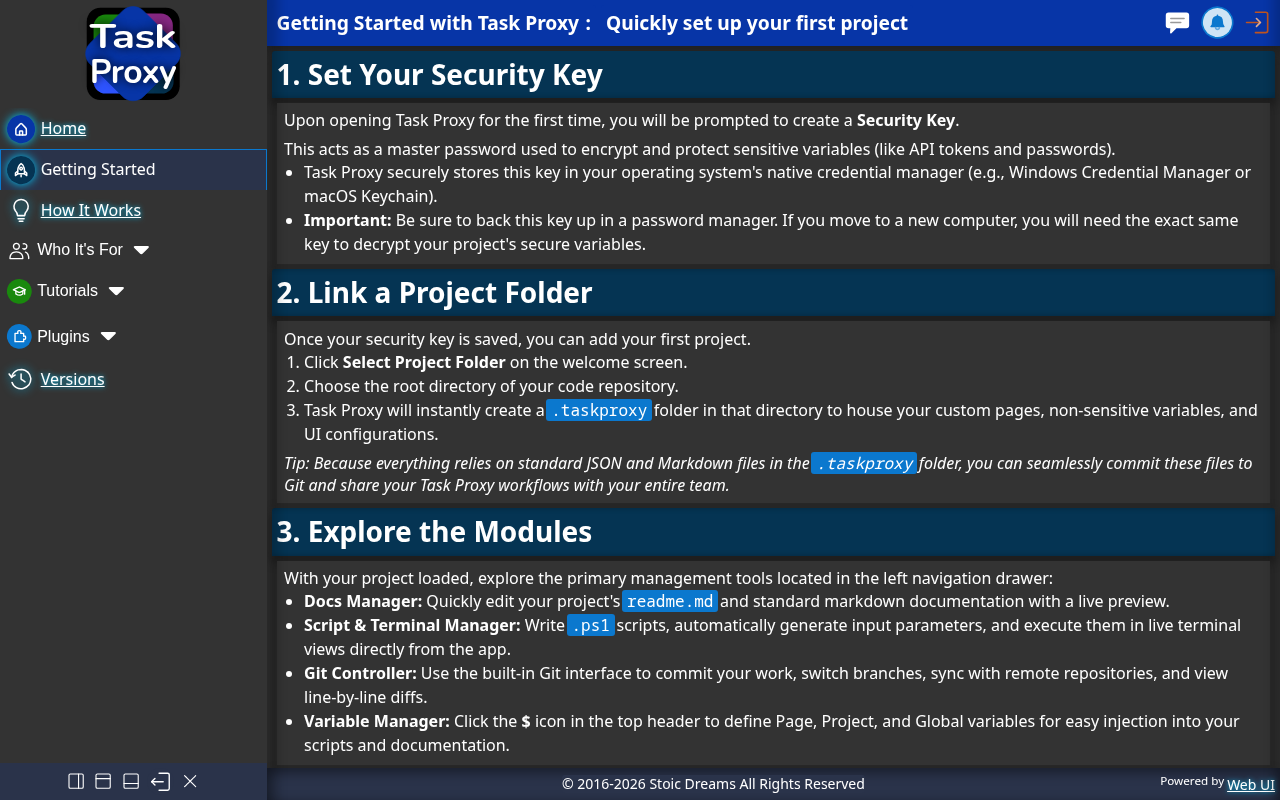 Task
Proxy
Home
Getting Started
How It Works
Who It's For
Tutorials
Plugins
Versions
Getting Started with Task Proxy : Quickly set up your first project
1. Set Your Security Key
Upon opening Task Proxy for the first time, you will be prompted to create a Security Key.
This acts as a master password used to encrypt and protect sensitive variables (like API tokens and passwords).
• Task Proxy securely stores this key in your operating system's native credential manager (e.g., Windows Credential Manager or
macOS Keychain).
• Important: Be sure to back this key up in a password manager. If you move to a new computer, you will need the exact same
key to decrypt your project's secure variables.
2. Link a Project Folder
Once your security key is saved, you can add your first project.
1. Click Select Project Folder on the welcome screen.
2. Choose the root directory of your code repository.
3. Task Proxy will instantly create a .taskproxy folder in that directory to house your custom pages, non-sensitive variables, and
UI configurations.
Tip: Because everything relies on standard JSON and Markdown files in the .taskproxy folder, you can seamlessly commit these files to
Git and share your Task Proxy workflows with your entire team.
3. Explore the Modules
With your project loaded, explore the primary management tools located in the left navigation drawer:
• Docs Manager: Quickly edit your project's readme.md and standard markdown documentation with a live preview.
• Script & Terminal Manager: Write .ps1 scripts, automatically generate input parameters, and execute them in live terminal
views directly from the app.
• Git Controller: Use the built-in Git interface to commit your work, switch branches, sync with remote repositories, and view
line-by-line diffs.
• Variable Manager: Click the $ icon in the top header to define Page, Project, and Global variables for easy injection into your
scripts and documentation.
© 2016-2026 Stoic Dreams All Rights Reserved
Powered by Web UI